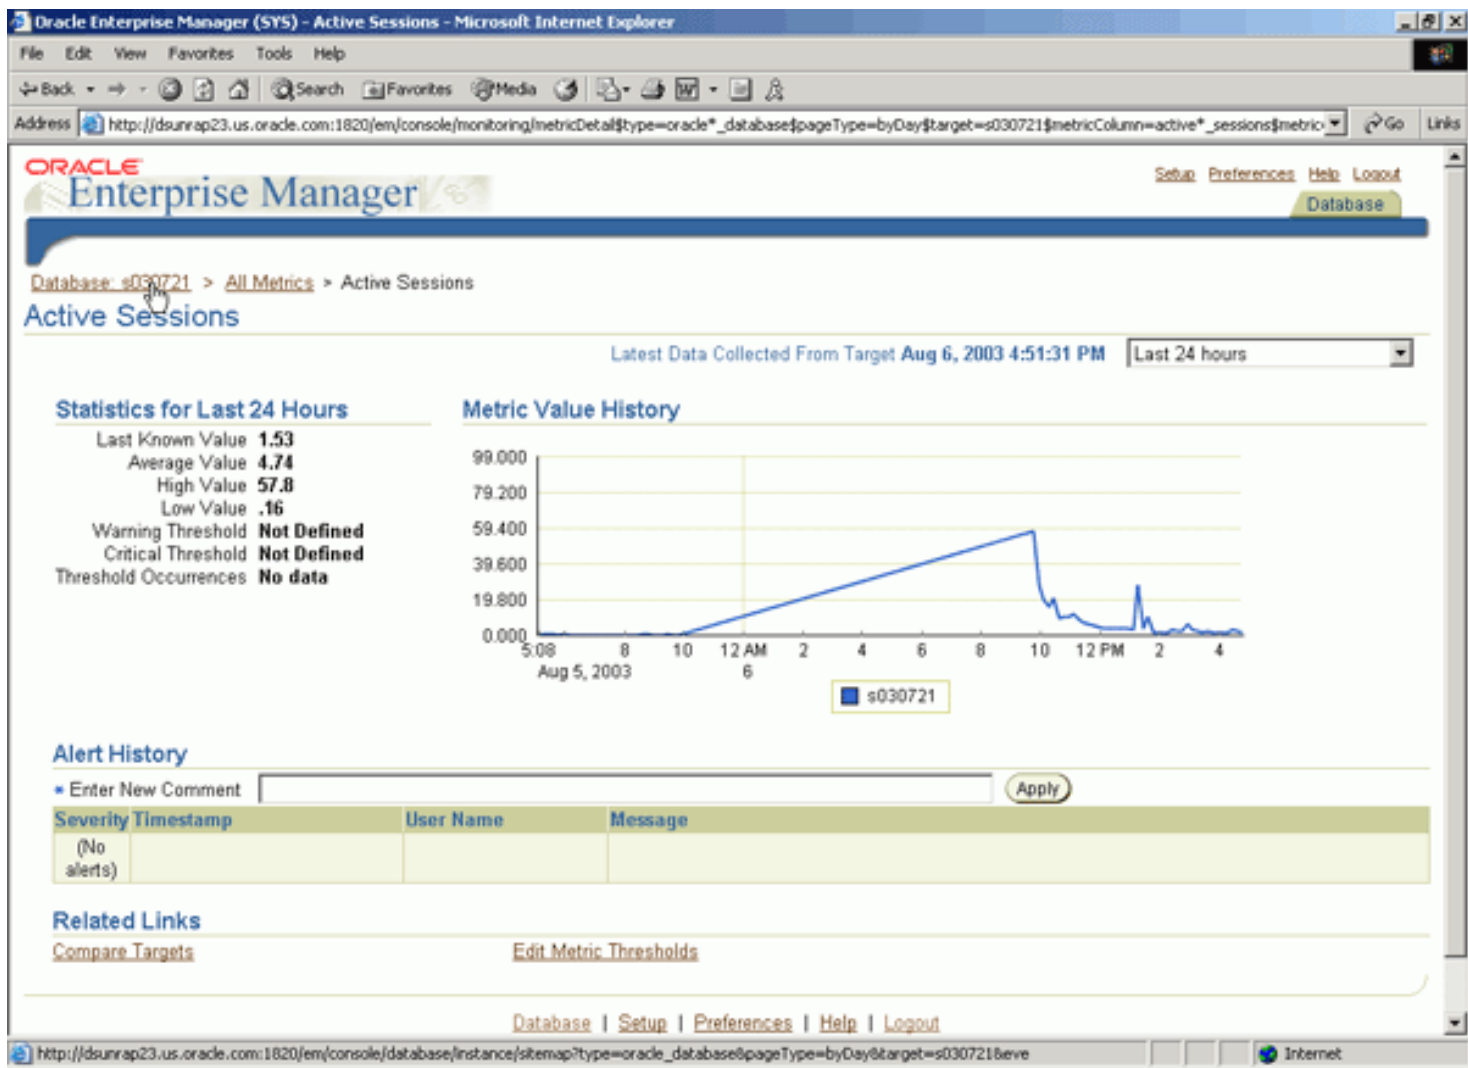 Oracle Enterprise Manager (SYS) - Active Sessions - Microsoft Internet Explorer
File Edit View Favorites Tools Help
Back Search Favorites Media
Address http://dsunrap23.us.oracle.com:1820/em/console/monitoring/metricDetail$type=oracle*_database$pageType=byDay$target=s030721$metricColumn=active*_sessions$metric Go Links
ORACLE
Enterprise Manager
Setup Preferences Help Logout
Database
Database: s030721 > All Metrics > Active Sessions
Active Sessions
Latest Data Collected From Target Aug 6, 2003 4:51:31 PM Last 24 hours
Statistics for Last 24 Hours
Last Known Value 1.53
Average Value 4.74
High Value 57.8
Low Value .16
Warning Threshold Not Defined
Critical Threshold Not Defined
Threshold Occurrences No data
Metric Value History
99.000
79.200
59.400
39.600
19.800
0.000
5:08 8 10 12 AM 2 4 6 8 10 12 PM 2 4
Aug 5, 2003 6
s030721
Alert History
* Enter New Comment Apply
Severity Timestamp User Name Message
(No
alerts)
Related Links
Compare Targets Edit Metric Thresholds
Database | Setup | Preferences | Help | Logout
http://dsunrap23.us.oracle.com:1820/em/console/database/instance/sitemap?type=oracle_database&pageType=byDay&target=s030721&eve Internet